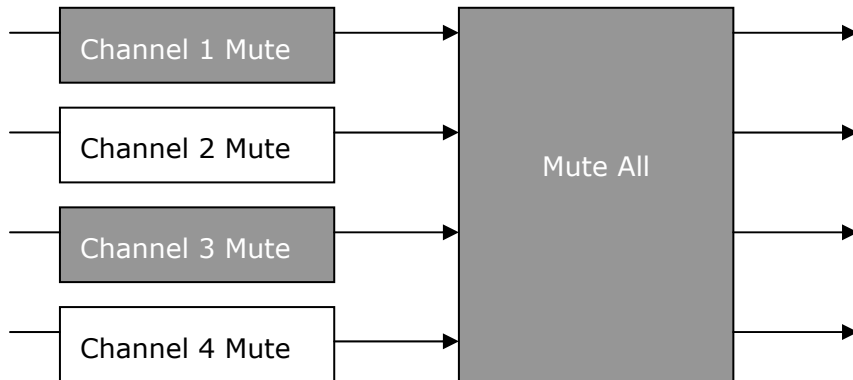 Channel 1 Mute
Channel 2 Mute
Mute All
Channel 3 Mute
Channel 4 Mute